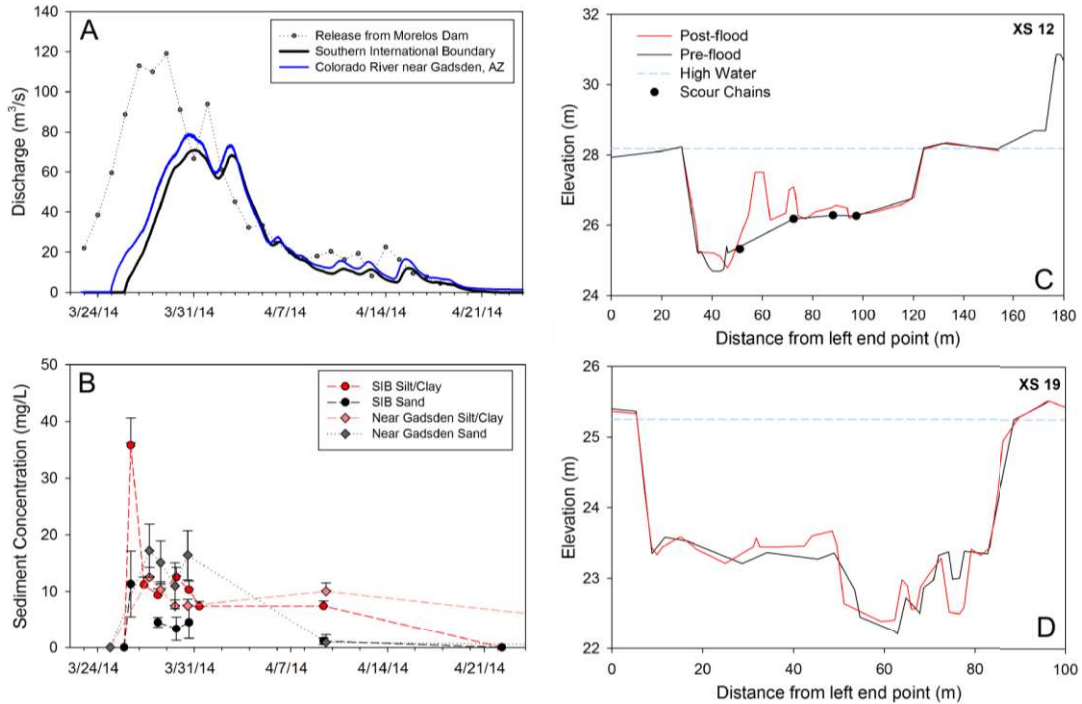 A
Release from Morelos Dam
Southern International Boundary
Colorado River near Gadsden, AZ
Discharge (m³/s)
140
120
100
80
60
40
20
0
3/24/14 3/31/14 4/7/14 4/14/14 4/21/14
B
SIB Silt/Clay
SIB Sand
Near Gadsden Silt/Clay
Near Gadsden Sand
Sediment Concentration (mg/L)
50
40
30
20
10
0
3/24/14 3/31/14 4/7/14 4/14/14 4/21/14
XS 12
Post-flood
Pre-flood
High Water
Scour Chains
Elevation (m)
32
30
28
26
24
C
0 20 40 60 80 100 120 140 160 180
Distance from left end point (m)
XS 19
Elevation (m)
26
25
24
23
22
D
0 20 40 60 80 100
Distance from left end point (m)